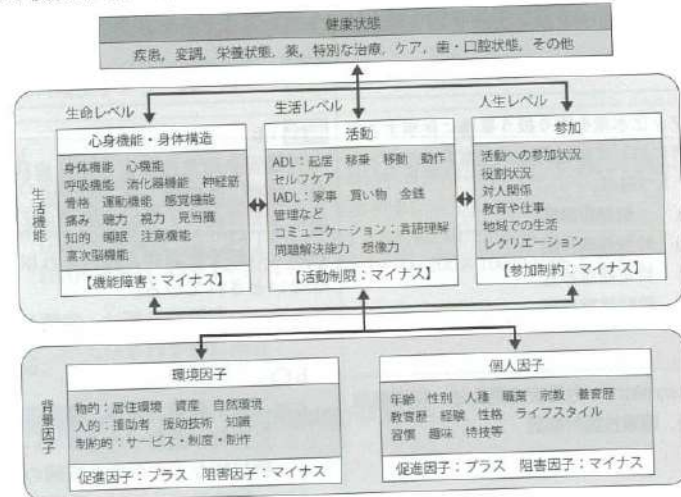 健康状態
疾患，変調，栄養状態，薬，特別な治療，ケア，歯・口腔状態，その他
生命レベル
生活レベル
人生レベル
生活機能
心身機能・身体構造
身体機能 心機能
呼吸機能 消化器機能 神経筋
骨格 運動機能 感覚機能
痛み 聴力 視力 見当識
知的 睡眠 注意機能
高次脳機能
【機能障害：マイナス】
活動
ADL：起居 移乗 移動 動作
セルフケア
IADL：家事 買い物 金銭
管理など
コミュニケーション：言語理解
問題解決能力 想像力
【活動制限：マイナス】
参加
活動への参加状況
役割状況
対人関係
教育や仕事
地域での生活
レクリエーション
【参加制約：マイナス】
背景因子
環境因子
物的：居住環境 資産 自然環境
人的：援助者 援助技術 知識
制約的：サービス・制度・制作
促進因子：プラス 阻害因子：マイナス
個人因子
年齢 性別 人種 職業 宗教 養育歴
教育歴 経験 性格 ライフスタイル
習慣 趣味 特技等
促進因子：プラス 阻害因子：マイナス